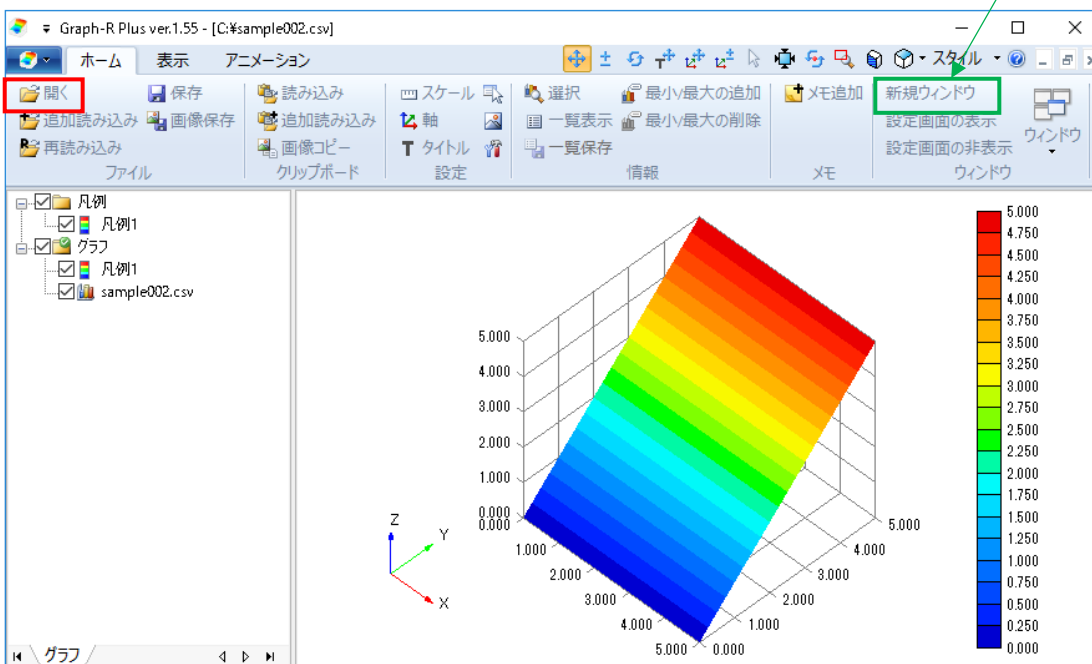 Graph-R Plus ver.1.55 - [C:¥sample002.csv]
ホーム 表示 アニメーション スタイル
開く 保存 読み込み スケール 選択 最小/最大の追加 メモ追加 新規ウィンドウ
追加読み込み 画像保存 追加読み込み 軸 一覧表示 最小/最大の削除 設定画面の表示 ウィンドウ
再読み込み 画像コピー T タイトル 一覧保存 設定画面の非表示
ファイル クリップボード 設定 情報 メモ ウィンドウ
凡例
凡例1
グラフ
凡例1
sample002.csv
5.000
4.000
3.000
2.000
1.000
0.000
0.000
1.000
2.000
3.000
4.000
5.000
0.000
1.000
2.000
3.000
4.000
5.000
Z
Y
X
5.000
4.750
4.500
4.250
4.000
3.750
3.500
3.250
3.000
2.750
2.500
2.250
2.000
1.750
1.500
1.250
1.000
0.750
0.500
0.250
0.000
グラフ